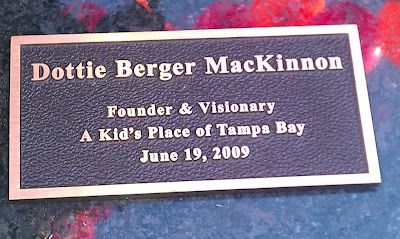 Dottie Berger MacKinnon
Founder & Visionary
A Kid's Place of Tampa Bay
June 19, 2009